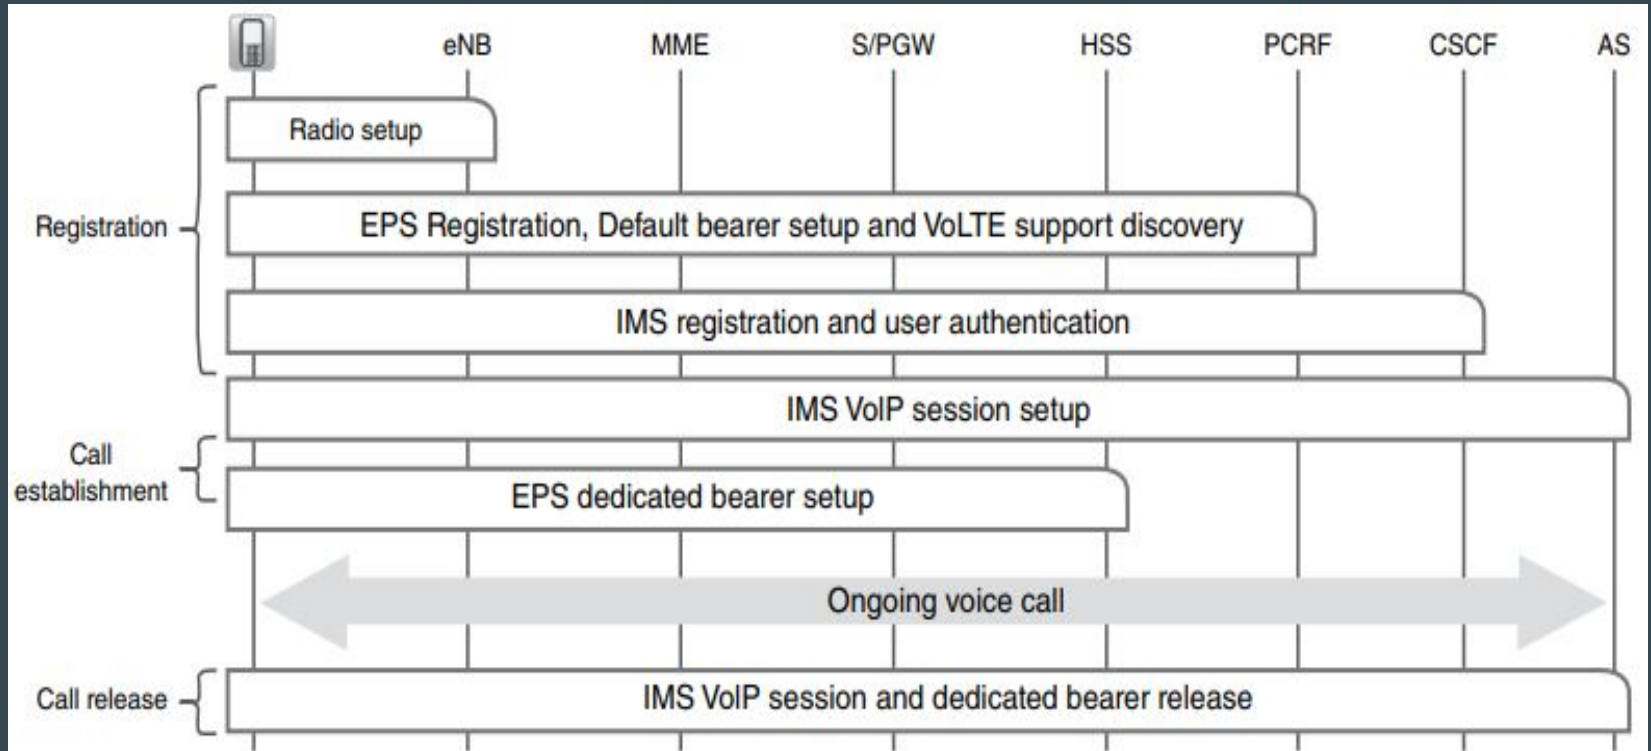 eNB MME S/PGW HSS PCRF CSCF AS
Radio setup
Registration
EPS Registration, Default bearer setup and VoLTE support discovery
IMS registration and user authentication
IMS VoIP session setup
Call
establishment
EPS dedicated bearer setup
Ongoing voice call
Call release
IMS VoIP session and dedicated bearer release